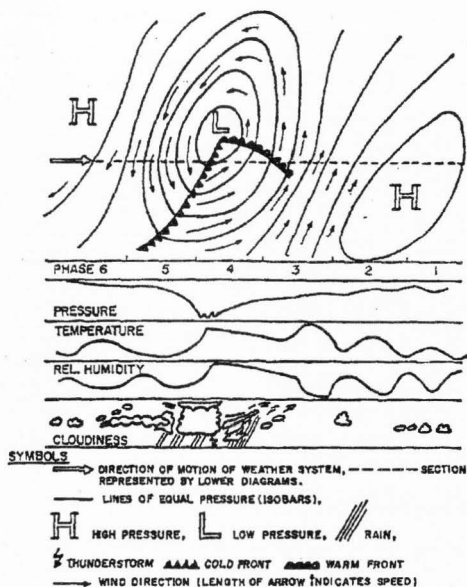 H
L
H
PHASE 6 5 4 3 2 1
PRESSURE
TEMPERATURE
REL. HUMIDITY
CLOUDINESS
SYMBOLS
DIRECTION OF MOTION OF WEATHER SYSTEM, SECTION
REPRESENTED BY LOWER DIAGRAMS.
LINES OF EQUAL PRESSURE (ISOBARS),
H HIGH PRESSURE, L LOW PRESSURE, RAIN,
THUNDERSTORM COLD FRONT WARM FRONT
WIND DIRECTION (LENGTH OF ARROW INDICATES SPEED)